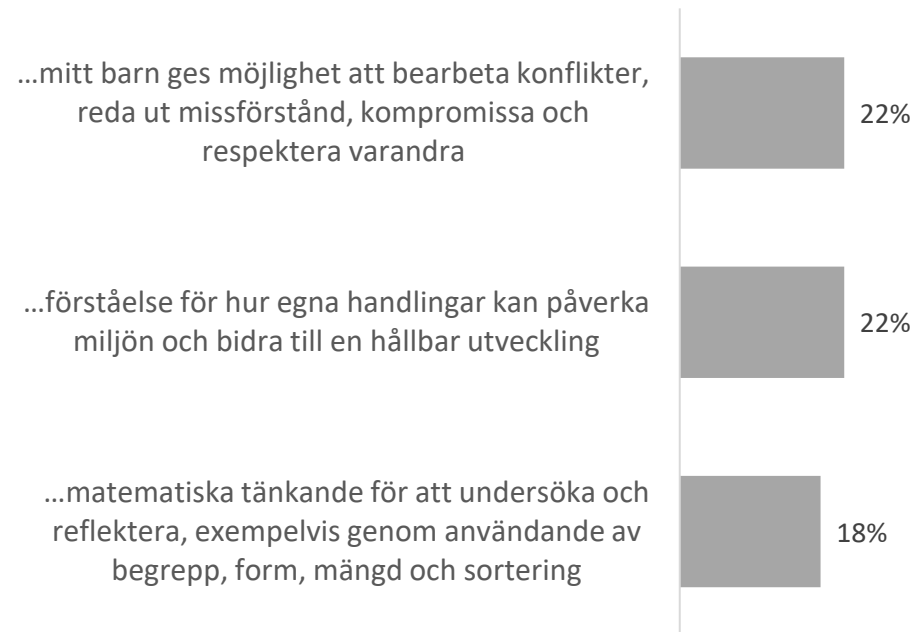 …mitt barn ges möjlighet att bearbeta konflikter,
reda ut missförstånd, kompromissa och
respektera varandra
22%
…förståelse för hur egna handlingar kan påverka
miljön och bidra till en hållbar utveckling
22%
…matematiska tänkande för att undersöka och
reflektera, exempelvis genom användande av
begrepp, form, mängd och sortering
18%